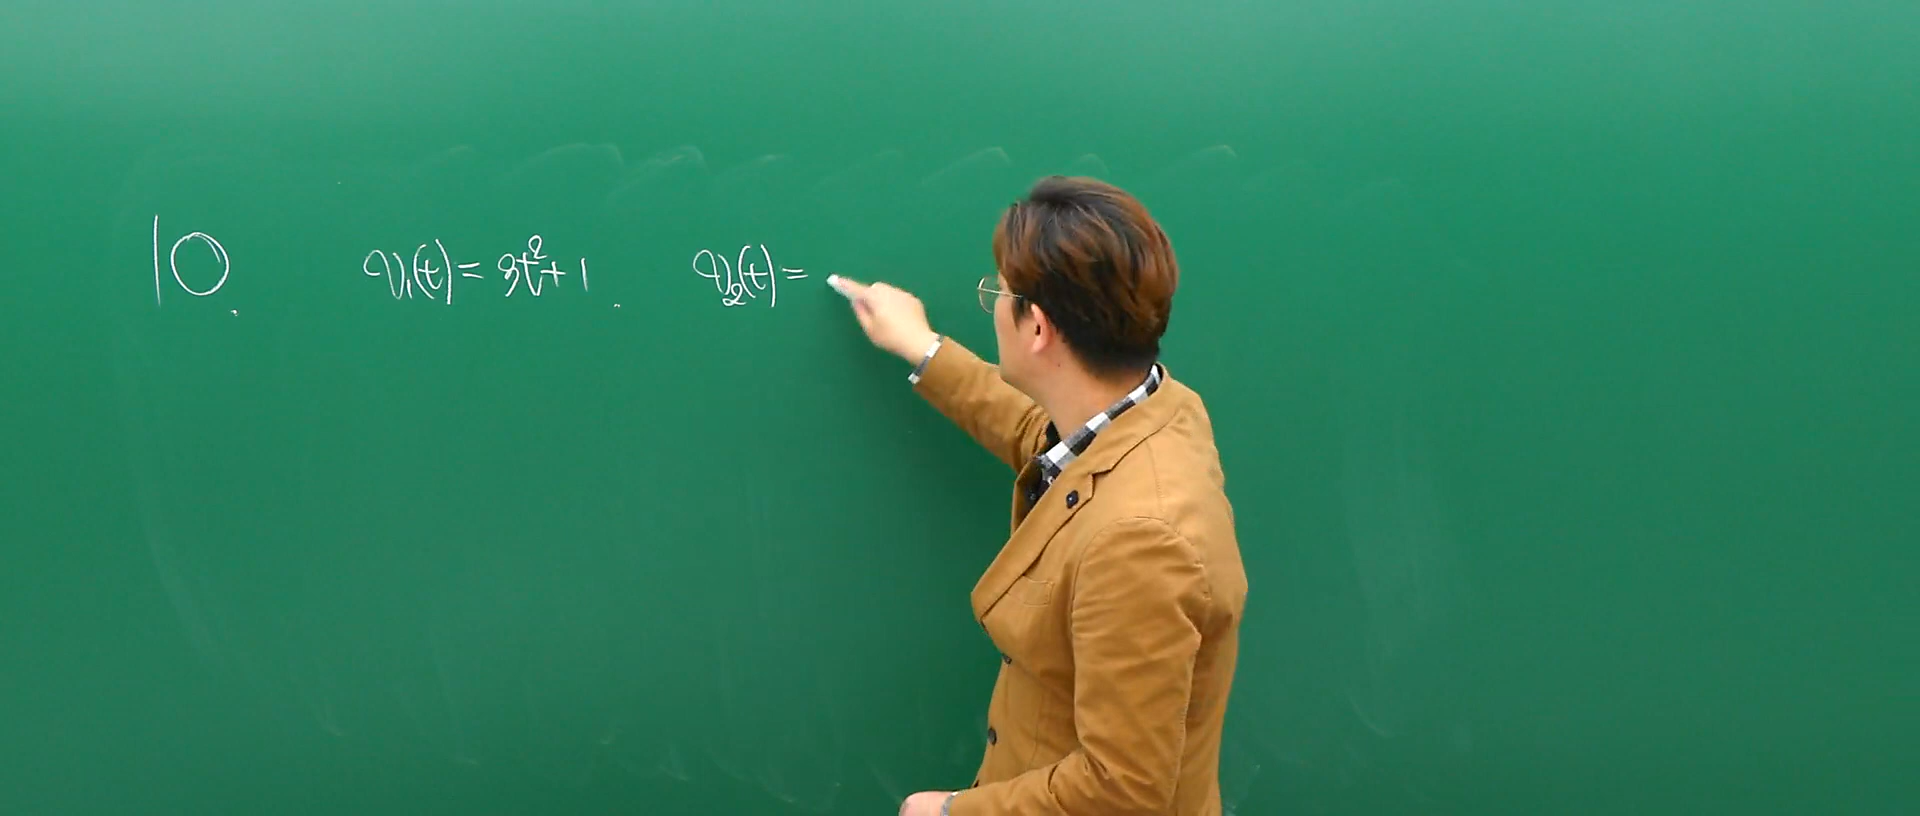 10. V₁(t) = 3t²+1. V₂(t) =